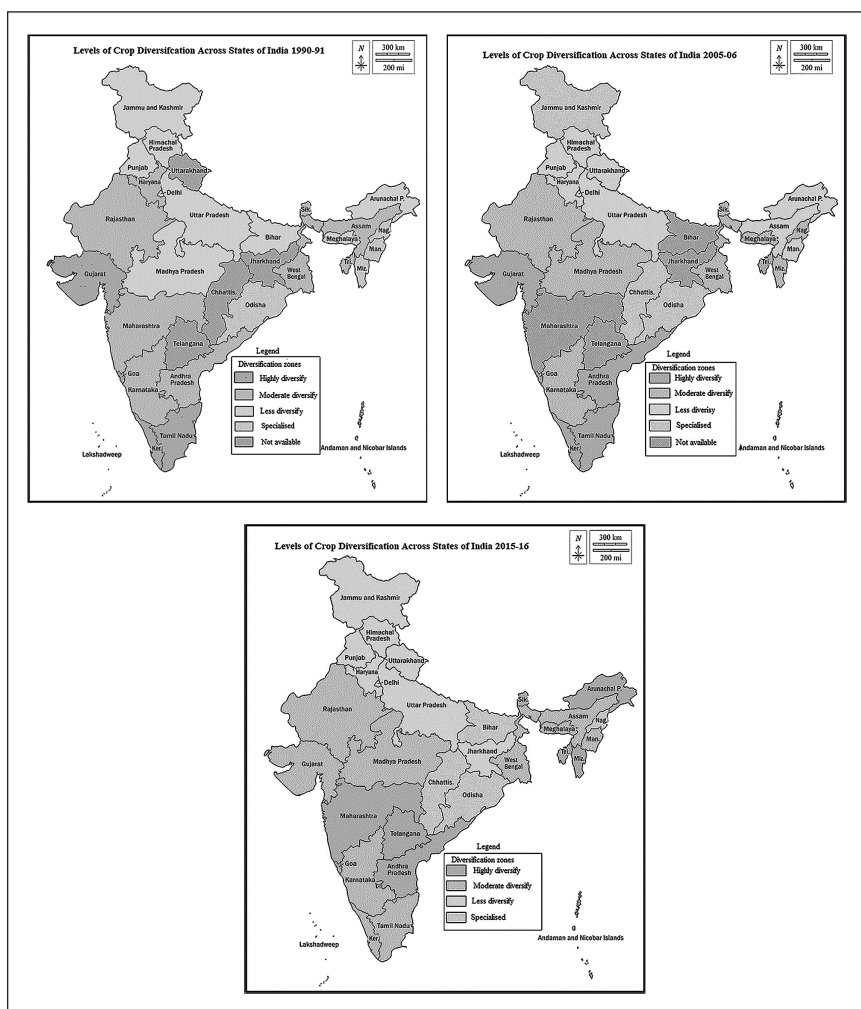 Levels of Crop Diversifcation Across States of India 1990-91
N
300 km
200 mi
Jammu and Kashmir
Himachal
Pradesh
Punjab
Uttarakhand
Haryana
Delhi
Arunachal P.
Rajasthan
Uttar Pradesh
Sik.
Assam
Nag.
Bihar
Meghalaya
Man.
Jharkhand
Tri.
Miz.
Gujarat
Madhya Pradesh
West
Bengal
Chhattis.
Odisha
Maharashtra
Telangana
Goa
Andhra
Pradesh
Karnataka
Tamil Nadu
Ker.
Lakshadweep
Andaman and Nicobar Islands
Legend
Diversification zones
Highly diversify
Moderate diversify
Less diversify
Specialised
Not available
Levels of Crop Diversification Across States of India 2005-06
N
300 km
200 mi
Jammu and Kashmir
Himachal
Pradesh
Punjab
Uttarakhand
Haryana
Delhi
Arunachal P.
Rajasthan
Uttar Pradesh
Sik.
Assam
Nag.
Bihar
Meghalaya
Man.
Jharkhand
Tri.
Miz.
Gujarat
Madhya Pradesh
West
Bengal
Chhattis.
Odisha
Maharashtra
Telangana
Goa
Andhra
Pradesh
Karnataka
Tamil Nadu
Ker.
Lakshadweep
Andaman and Nicobar Islands
Legend
Diversification zones
Highly diversify
Moderate diversify
Less diverisy
Specialised
Not available
Levels of Crop Diversification Across States of India 2015-16
N
300 km
200 mi
Jammu and Kashmir
Himachal
Pradesh
Punjab
Uttarakhand
Haryana
Delhi
Arunachal P.
Rajasthan
Uttar Pradesh
Sik.
Assam
Nag.
Bihar
Meghalaya
Man.
Jharkhand
Tri.
Miz.
Gujarat
Madhya Pradesh
West
Bengal
Chhattis.
Odisha
Maharashtra
Telangana
Goa
Andhra
Pradesh
Karnataka
Tamil Nadu
Ker.
Lakshadweep
Andaman and Nicobar Islands
Legend
Diversification zones
Highly diversify
Moderate diversify
Less diversify
Specialised